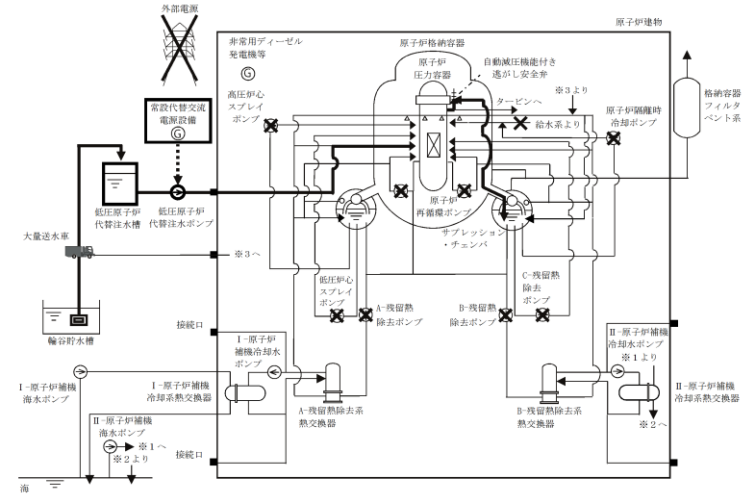 外部電源
原子炉建物
非常用ディーゼル
発電機等
G
原子炉格納容器
原子炉
圧力容器
自動減圧機能付き
逃がし安全弁
高圧炉心
スプレイ
ポンプ
タービンへ
※3より
給水系より
原子炉隔離時
冷却ポンプ
格納容器
フィルタ
ベント系
常設代替交流
電源設備
G
低圧原子炉
代替注水槽
低圧原子炉
代替注水ポンプ
原子炉
再循環ポンプ
サプレッション
・チェンバ
大量送水車
※3へ
輪谷貯水槽
低圧炉心
スプレイ
ポンプ
A-残留熱
除去ポンプ
B-残留熱
除去ポンプ
C-残留熱
除去
ポンプ
接続口
Ⅰ-原子炉
補機冷却水
ポンプ
Ⅱ-原子炉補機
冷却水ポンプ
※1より
Ⅰ-原子炉補機
海水ポンプ
Ⅰ-原子炉補機
冷却系熱交換器
A-残留熱除去系
熱交換器
B-残留熱除去系
熱交換器
Ⅱ-原子炉補機
冷却系熱交換器
※2へ
Ⅱ-原子炉補機
海水ポンプ
※1へ
※2より
接続口
海